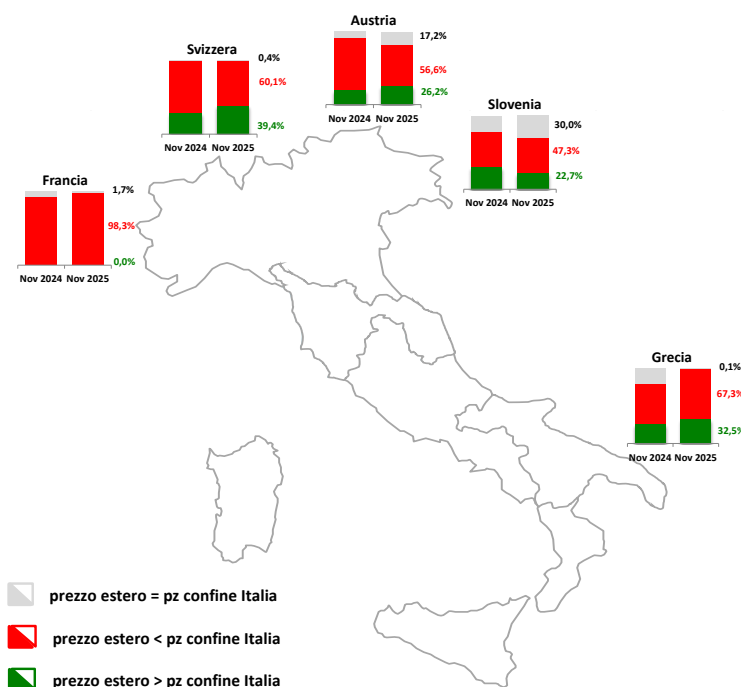 Austria
17,2%
56,6%
26,2%
Nov 2024 Nov 2025
Svizzera
0,4%
60,1%
39,4%
Nov 2024 Nov 2025
Slovenia
30,0%
47,3%
22,7%
Nov 2024 Nov 2025
Francia
1,7%
98,3%
0,0%
Nov 2024 Nov 2025
Grecia
0,1%
67,3%
32,5%
Nov 2024 Nov 2025
prezzo estero = pz confine Italia
prezzo estero < pz confine Italia
prezzo estero > pz confine Italia